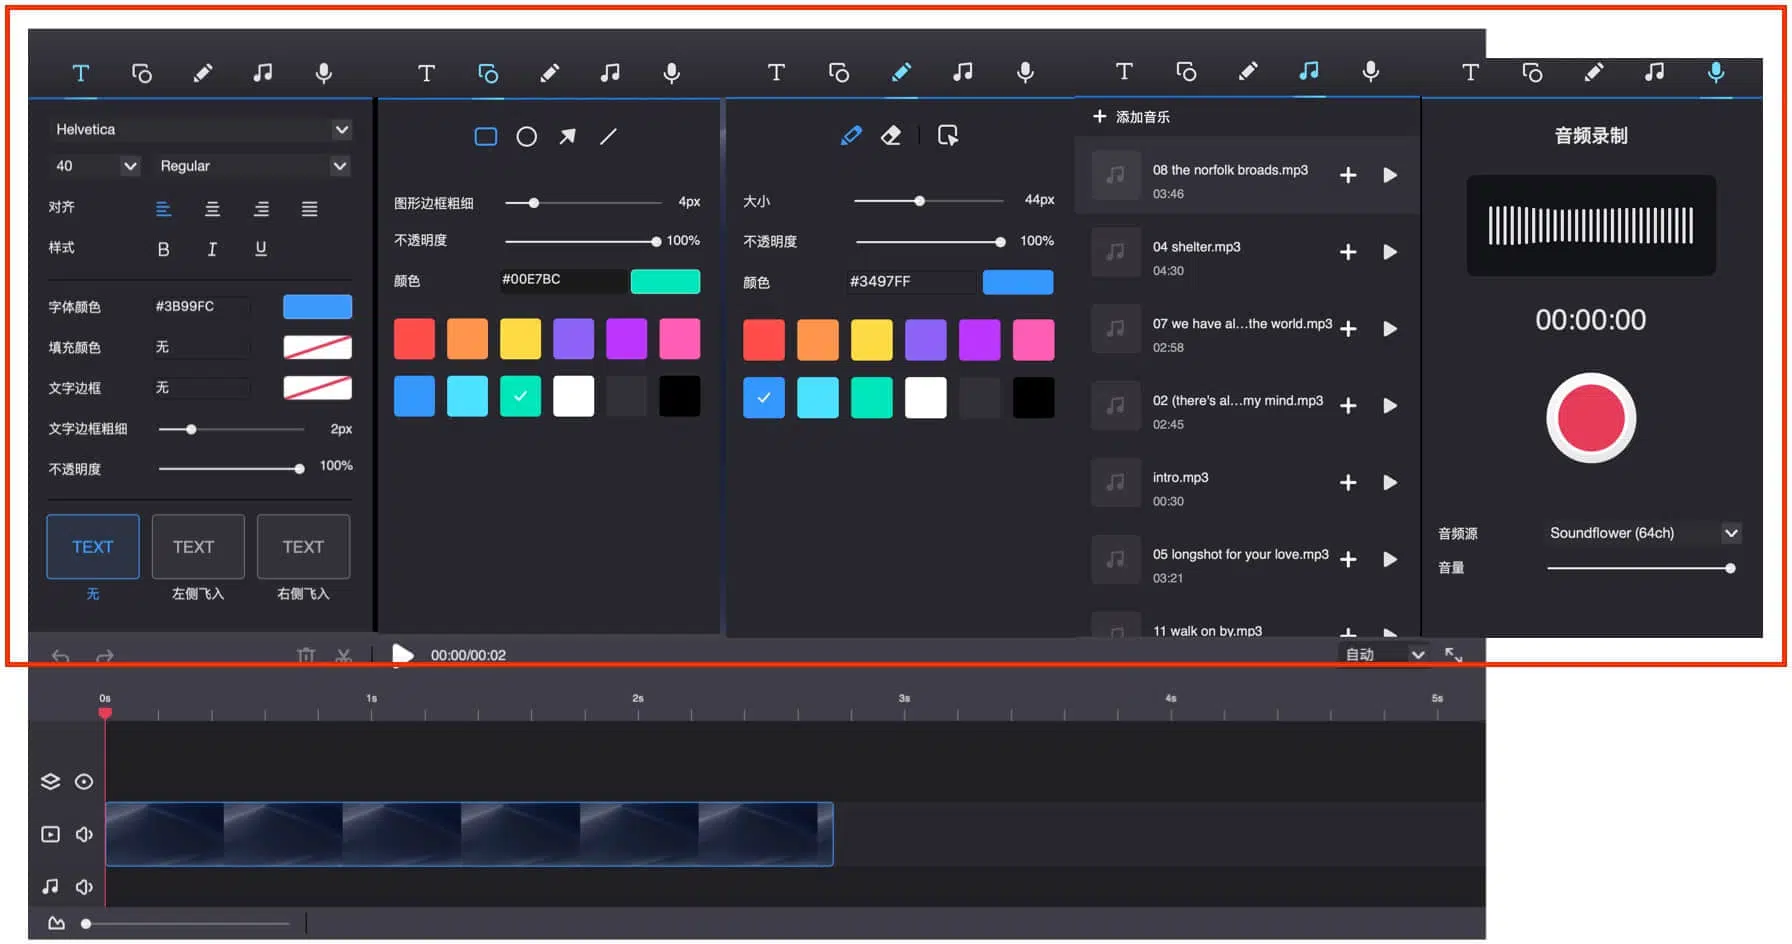 Helvetica
40 Regular
对齐
样式 B I U
字体颜色 #3B99FC
填充颜色 无
文字边框 无
文字边框粗细 2px
不透明度 100%
TEXT TEXT TEXT
无 左侧飞入 右侧飞入
图形边框粗细 4px
不透明度 100%
颜色 #00E7BC
大小 44px
不透明度 100%
颜色 #3497FF
添加音乐
08 the norfolk broads.mp3
03:46
04 shelter.mp3
04:30
07 we have al...the world.mp3
02:58
02 (there's al...my mind.mp3
02:45
intro.mp3
00:30
05 longshot for your love.mp3
03:21
11 walk on by.mp3
音频录制
00:00:00
音频源 Soundflower (64ch)
音量
00:00/00:02 自动
0s 1s 2s 3s 4s 5s